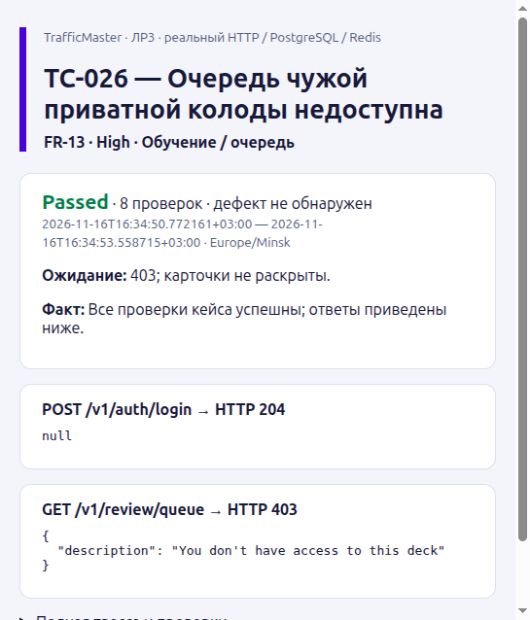 TrafficMaster · ЛР3 · реальный HTTP / PostgreSQL / Redis
TC-026 — Очередь чужой
приватной колоды недоступна
FR-13 · High · Обучение / очередь
Passed · 8 проверок · дефект не обнаружен
2026-11-16T16:34:50.772161+03:00 — 2026-11-
16T16:34:53.558715+03:00 · Europe/Minsk
Ожидание: 403; карточки не раскрыты.
Факт: Все проверки кейса успешны; ответы приведены
ниже.
POST /v1/auth/login → HTTP 204
null
GET /v1/review/queue → HTTP 403
{
"description": "You don't have access to this deck"
}